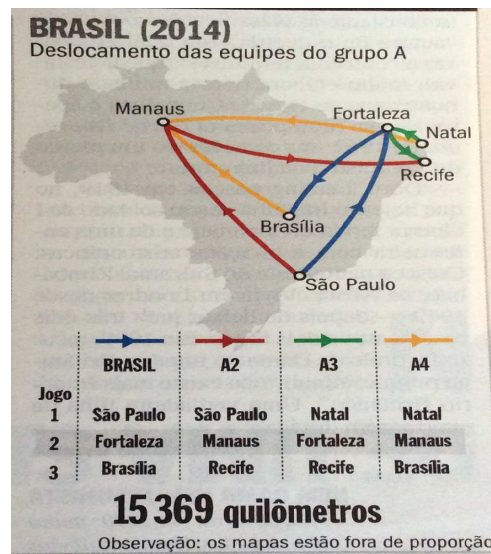 BRASIL (2014)
Deslocamento das equipes do grupo A
Manaus
Fortaleza
Natal
Recife
Brasília
São Paulo
BRASIL A2 A3 A4
Jogo
1 São Paulo São Paulo Natal Natal
2 Fortaleza Manaus Fortaleza Manaus
3 Brasília Recife Recife Brasília
15 369 quilômetros
Observação: os mapas estão fora de proporção